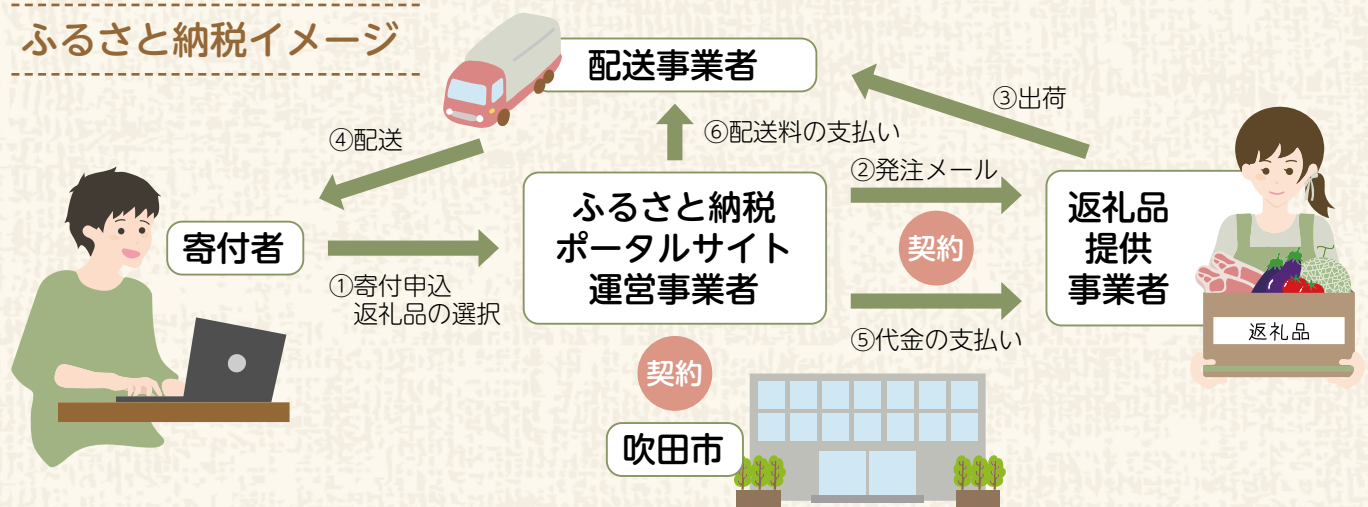 ふるさと納税イメージ
配送事業者
③出荷
④配送
⑥配送料の支払い
②発注メール
寄付者
ふるさと納税
ポータルサイト
運営事業者
契約
返礼品
提供
事業者
①寄付申込
返礼品の選択
⑤代金の支払い
返礼品
契約
吹田市